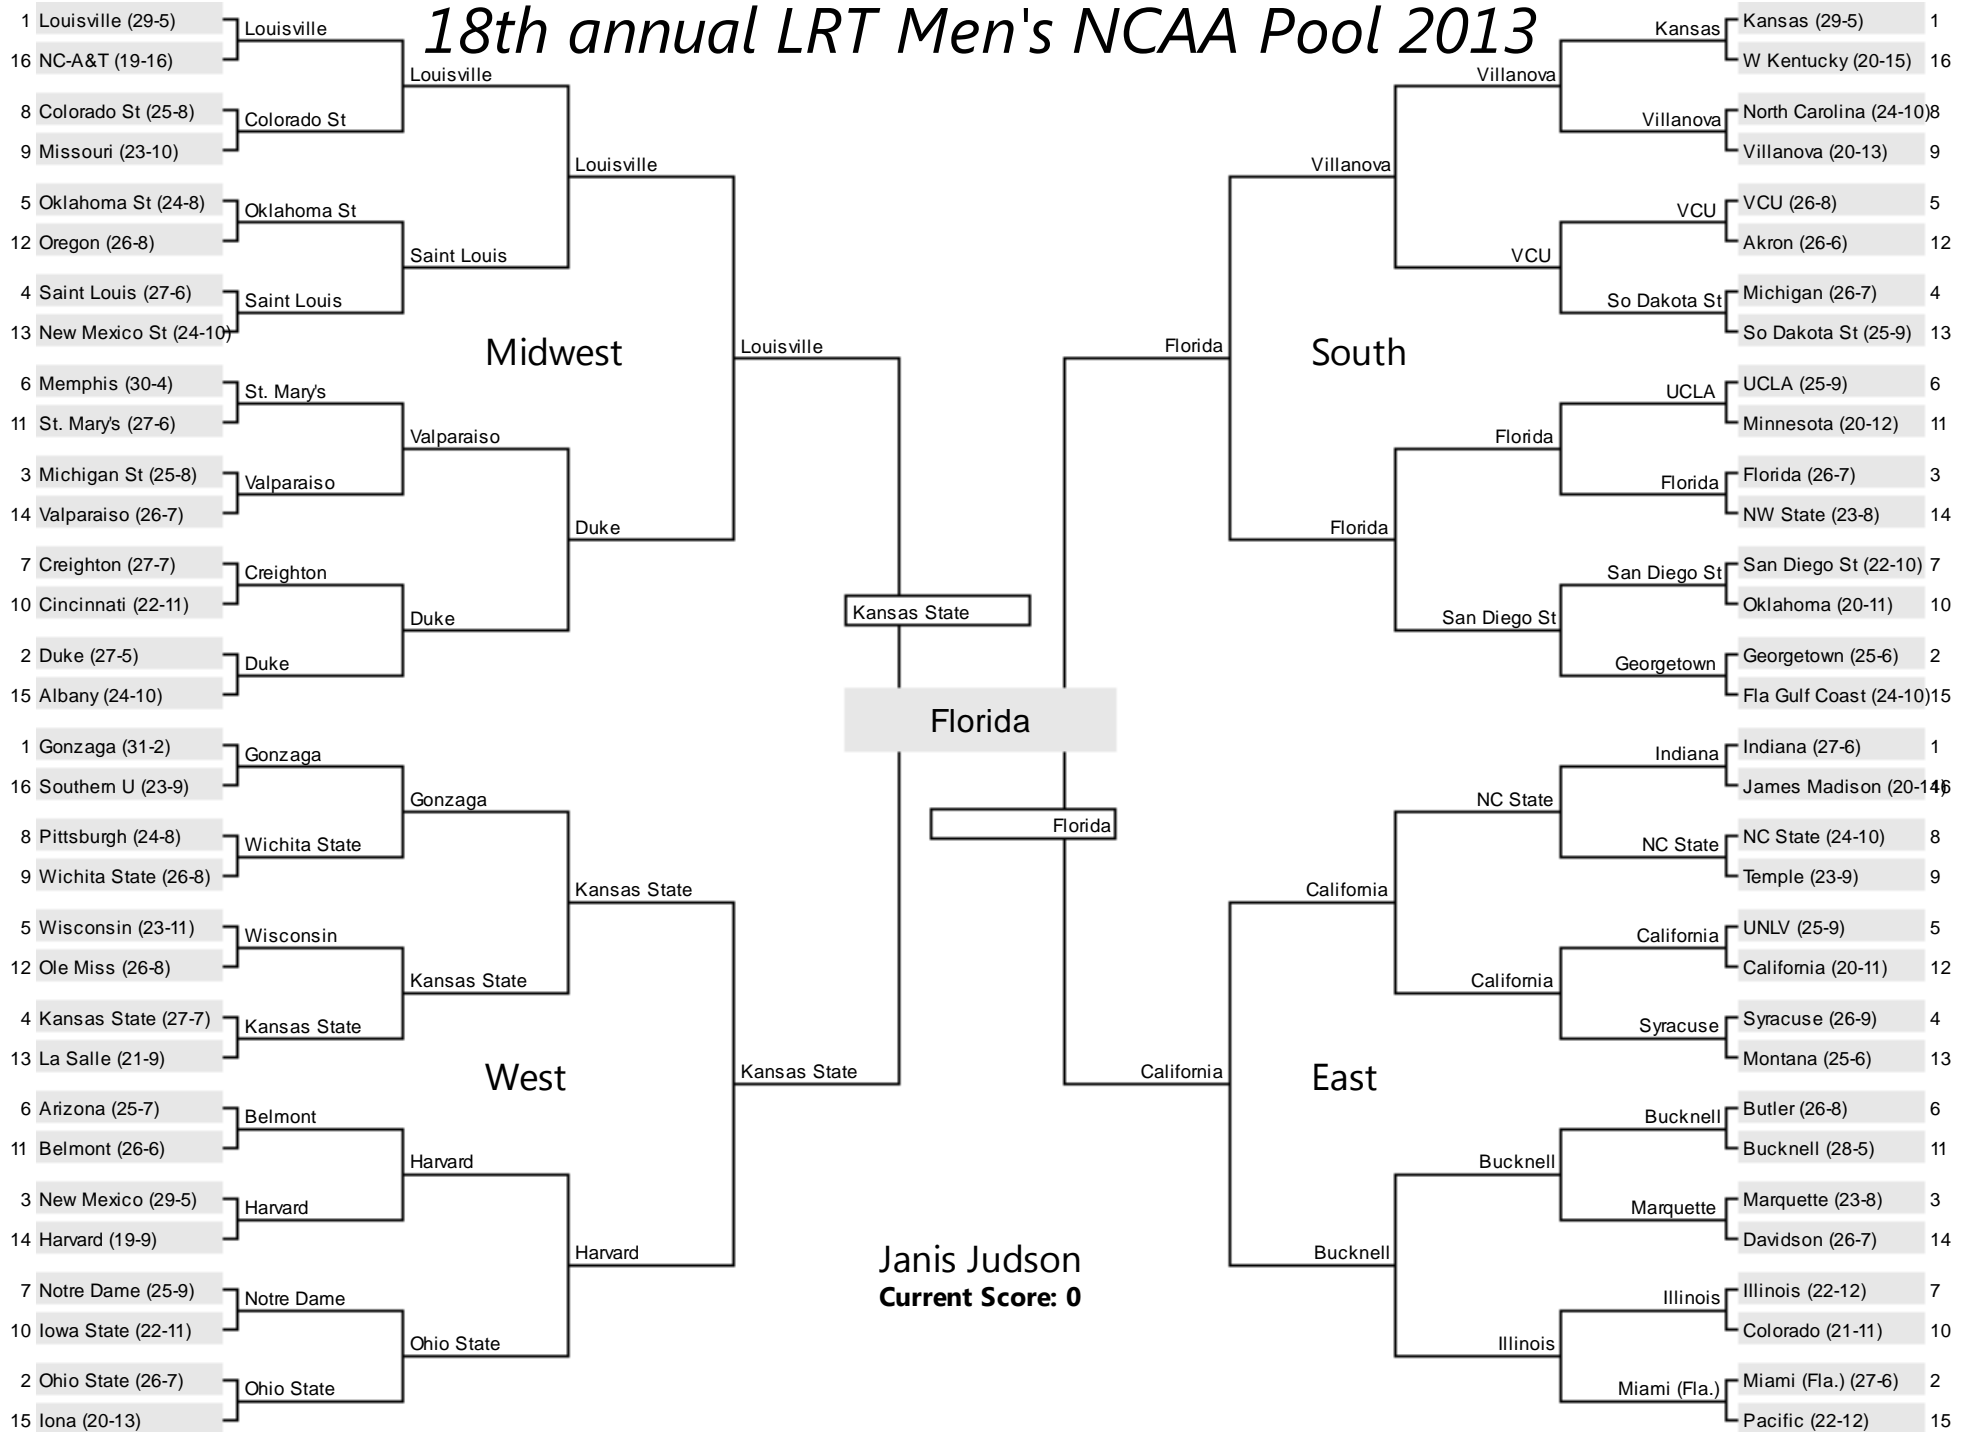 18th annual LRT Men's NCAA Pool 2013
1 Louisville (29-5)
16 NC-A&T (19-16)
8 Colorado St (25-8)
9 Missouri (23-10)
5 Oklahoma St (24-8)
12 Oregon (26-8)
4 Saint Louis (27-6)
13 New Mexico St (24-10)
6 Memphis (30-4)
11 St. Mary's (27-6)
3 Michigan St (25-8)
14 Valparaiso (26-7)
7 Creighton (27-7)
10 Cincinnati (22-11)
2 Duke (27-5)
15 Albany (24-10)
1 Gonzaga (31-2)
16 Southern U (23-9)
8 Pittsburgh (24-8)
9 Wichita State (26-8)
5 Wisconsin (23-11)
12 Ole Miss (26-8)
4 Kansas State (27-7)
13 La Salle (21-9)
6 Arizona (25-7)
11 Belmont (26-6)
3 New Mexico (29-5)
14 Harvard (19-9)
7 Notre Dame (25-9)
10 Iowa State (22-11)
2 Ohio State (26-7)
15 Iona (20-13)
Louisville
Colorado St
Oklahoma St
Saint Louis
St. Mary's
Valparaiso
Creighton
Duke
Gonzaga
Wichita State
Wisconsin
Kansas State
Belmont
Harvard
Notre Dame
Ohio State
Louisville
Saint Louis
Valparaiso
Duke
Gonzaga
Kansas State
Harvard
Ohio State
Louisville
Duke
Kansas State
Harvard
Midwest
West
Louisville
Kansas State
Kansas State
Florida
Florida
Janis Judson
Current Score: 0
Florida
California
South
East
Villanova
Florida
California
Bucknell
Villanova
VCU
Florida
San Diego St
NC State
California
Bucknell
Illinois
Kansas
Villanova
VCU
So Dakota St
UCLA
Florida
San Diego St
Georgetown
Indiana
NC State
California
Syracuse
Bucknell
Marquette
Illinois
Miami (Fla.)
Kansas (29-5) 1
W Kentucky (20-15) 16
North Carolina (24-10) 8
Villanova (20-13) 9
VCU (26-8) 5
Akron (26-6) 12
Michigan (26-7) 4
So Dakota St (25-9) 13
UCLA (25-9) 6
Minnesota (20-12) 11
Florida (26-7) 3
NW State (23-8) 14
San Diego St (22-10) 7
Oklahoma (20-11) 10
Georgetown (25-6) 2
Fla Gulf Coast (24-10) 15
Indiana (27-6) 1
James Madison (20-14) 16
NC State (24-10) 8
Temple (23-9) 9
UNLV (25-9) 5
California (20-11) 12
Syracuse (26-9) 4
Montana (25-6) 13
Butler (26-8) 6
Bucknell (28-5) 11
Marquette (23-8) 3
Davidson (26-7) 14
Illinois (22-12) 7
Colorado (21-11) 10
Miami (Fla.) (27-6) 2
Pacific (22-12) 15